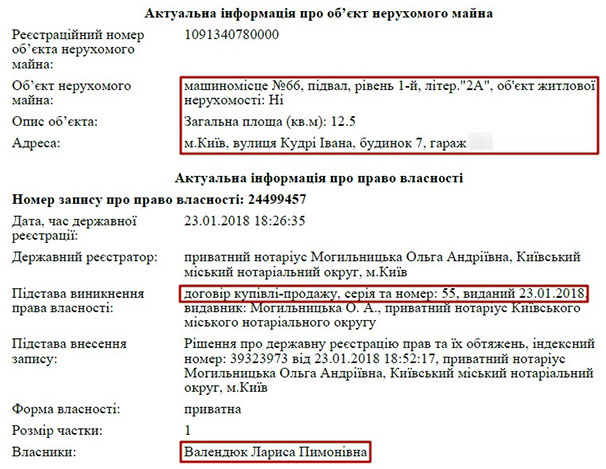 Актуальна інформація про об’єкт нерухомого майна
Реєстраційний номер об’єкта нерухомого майна: 1091340780000
Об’єкт нерухомого майна: машиномісце №66, підвал, рівень 1-й, літер."2А", об'єкт житлової нерухомості: Ні
Опис об’єкта: Загальна площа (кв.м): 12.5
Адреса: м.Київ, вулиця Кудрі Івана, будинок 7, гараж
Актуальна інформація про право власності
Номер запису про право власності: 24499457
Дата, час державної реєстрації: 23.01.2018 18:26:35
Державний реєстратор: приватний нотаріус Могильницька Ольга Андріївна, Київський міський нотаріальний округ, м.Київ
Підстава виникнення права власності: договір купівлі-продажу, серія та номер: 55, виданий 23.01.2018, видавник: Могильницька О. А., приватний нотаріус Київського міського нотаріального округу
Підстава внесення запису: Рішення про державну реєстрацію прав та їх обтяжень, індексний номер: 39323973 від 23.01.2018 18:52:17, приватний нотаріус Могильницька Ольга Андріївна, Київський міський нотаріальний округ, м.Київ
Форма власності: приватна
Розмір частки: 1
Власники: Валендюк Лариса Пимонівна